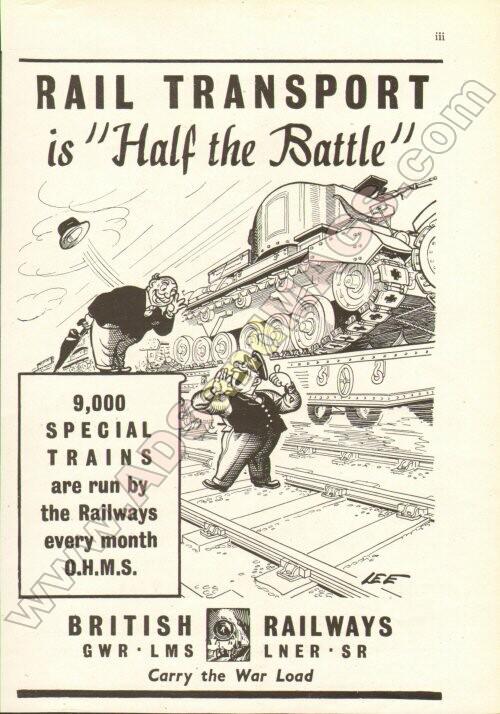 iii
RAIL TRANSPORT
is "Half the Battle"
9,000
SPECIAL
TRAINS
are run by
the Railways
every month
O.H.M.S.
LEE
BRITISH RAILWAYS
GWR · LMS LNER · SR
Carry the War Load